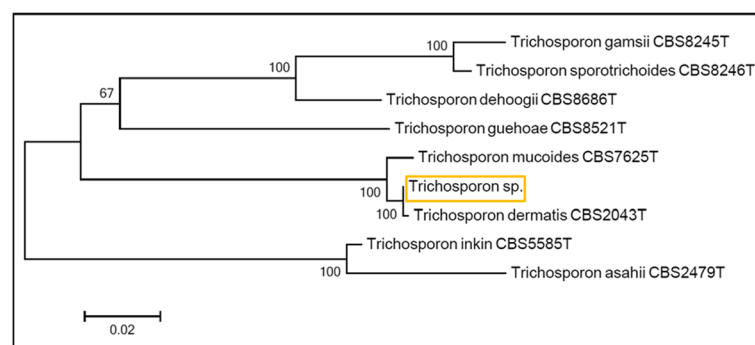 100
Trichosporon gamsii CBS8245T
100
Trichosporon sporotrichoides CBS8246T
67
Trichosporon dehoogii CBS8686T
Trichosporon guehoae CBS8521T
Trichosporon mucoides CBS7625T
100
Trichosporon sp.
100
Trichosporon dermatis CBS2043T
Trichosporon inkin CBS5585T
100
Trichosporon asahii CBS2479T
0.02